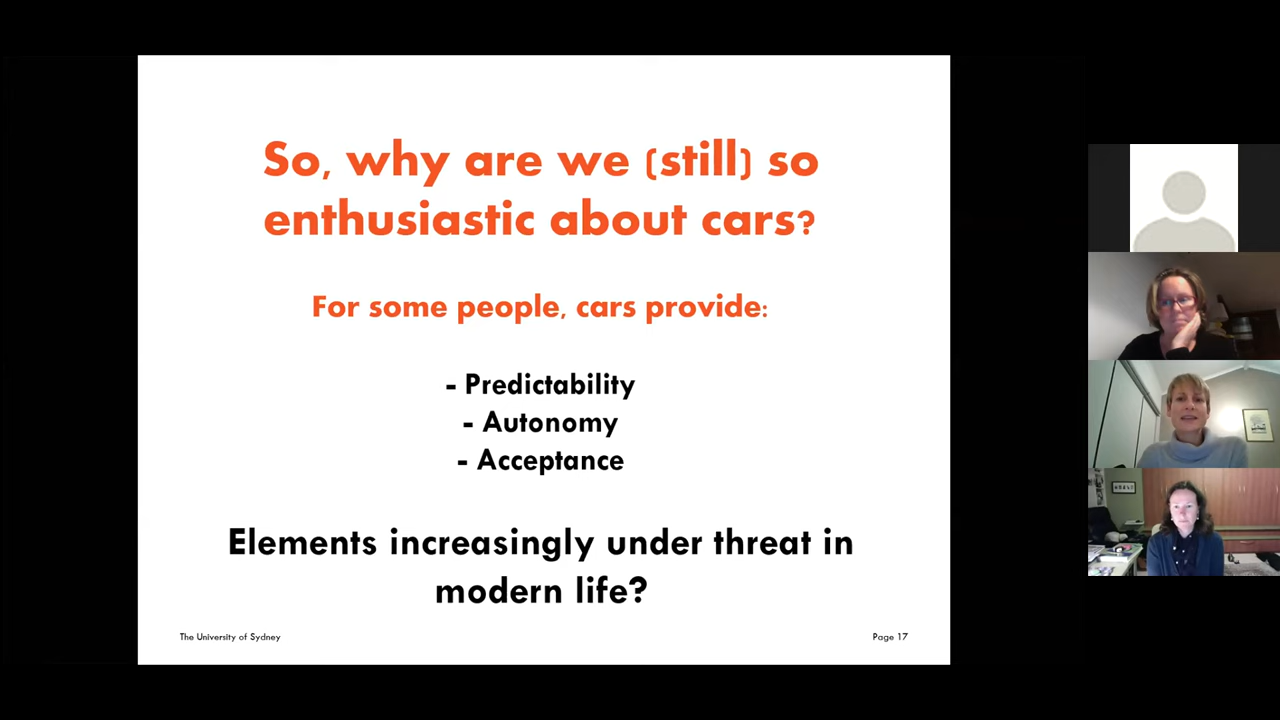 So, why are we (still) so
enthusiastic about cars?
For some people, cars provide:
- Predictability
- Autonomy
- Acceptance
Elements increasingly under threat in
modern life?
The University of Sydney
Page 17